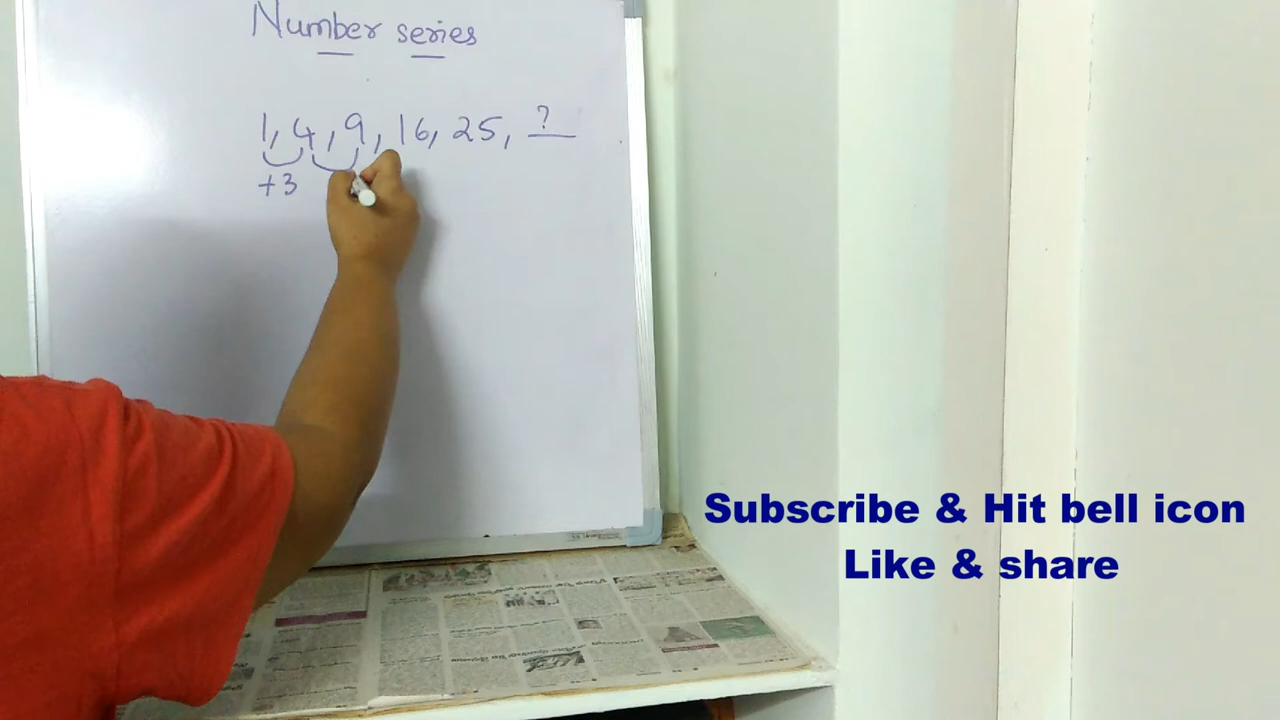 Number series
1, 4, 9, 16, 25, ?
+3
Subscribe & Hit bell icon
Like & share